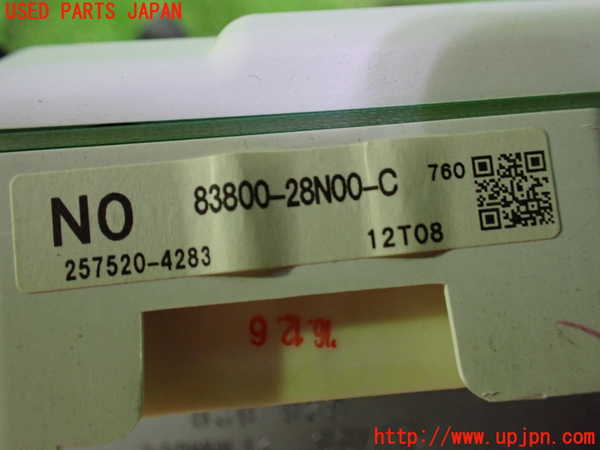 USED PARTS JAPAN
NO
83800-28N00-C
760
257520-4283
12T08
'16.12.6
http://www.upjpn.com/